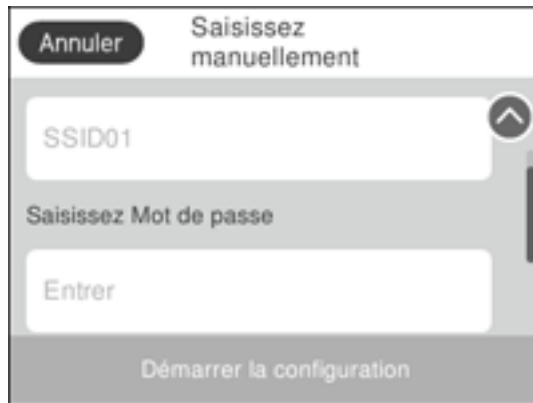 Annuler
Saisissez
manuellement
SSID01
Saisissez Mot de passe
Entrer
Démarrer la configuration